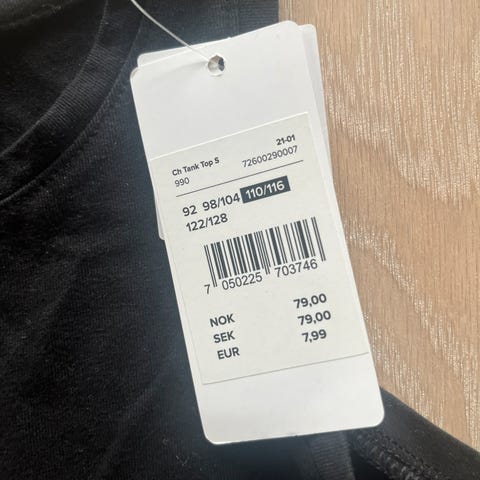 21-01
Ch Tank Top S 72600290007
990
92 98/104 110/116
122/128
7 050225 703746
NOK 79,00
SEK 79,00
EUR 7,99